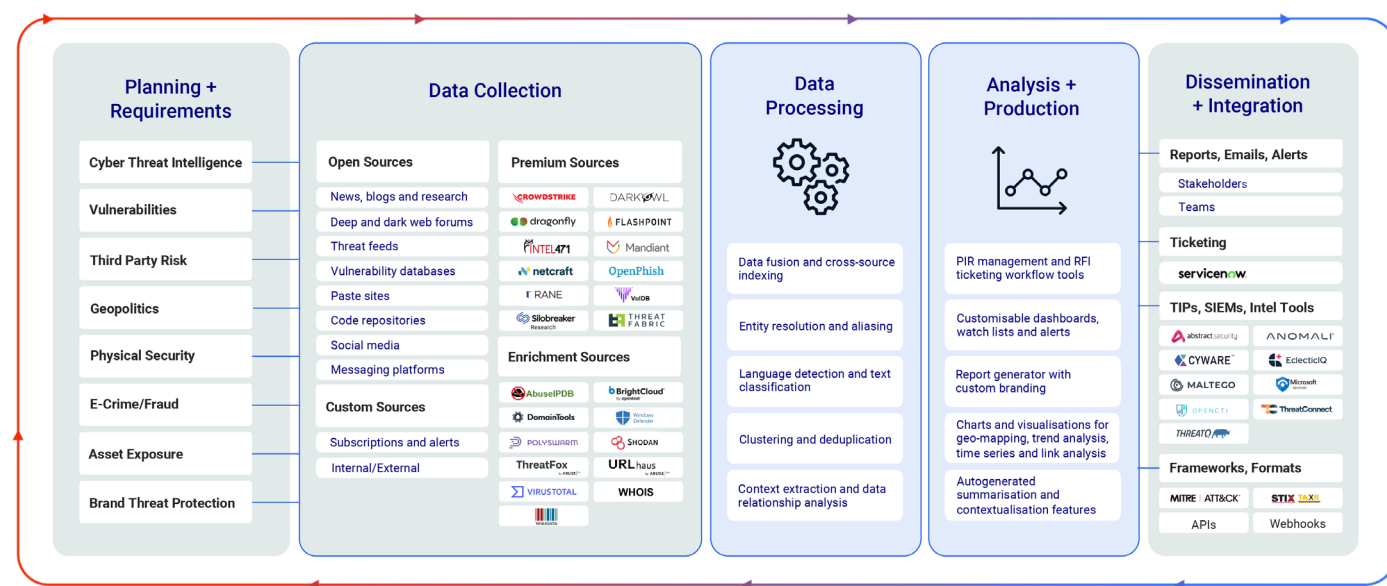 Planning +
Requirements
Cyber Threat Intelligence
Vulnerabilities
Third Party Risk
Geopolitics
Physical Security
E-Crime/Fraud
Asset Exposure
Brand Threat Protection
Data Collection
Open Sources
News, blogs and research
Deep and dark web forums
Threat feeds
Vulnerability databases
Paste sites
Code repositories
Social media
Messaging platforms
Custom Sources
Subscriptions and alerts
Internal/External
Premium Sources
CROWDSTRIKE
DARKOWL
dragonfly
FLASHPOINT
INTEL471
Mandiant
netcraft
OpenPhish
RANE
VulDB
Silobreaker
Research
THREAT
FABRIC
Enrichment Sources
AbuseIPDB
BrightCloud
by opentext
DomainTools
Windows
Defender
POLYSWARM
SHODAN
ThreatFox
by ABUSE
URLhaus
by ABUSE
VIRUSTOTAL
WHOIS
WIKIDATA
Data
Processing
Data fusion and cross-source
indexing
Entity resolution and aliasing
Language detection and text
classification
Clustering and deduplication
Context extraction and data
relationship analysis
Analysis +
Production
PIR management and RFI
ticketing workflow tools
Customisable dashboards,
watch lists and alerts
Report generator with
custom branding
Charts and visualisations for
geo-mapping, trend analysis,
time series and link analysis
Autogenerated
summarisation and
contextualisation features
Dissemination
+ Integration
Reports, Emails, Alerts
Stakeholders
Teams
Ticketing
servicenow
TIPs, SIEMs, Intel Tools
abstract security
ANOMALI
CYWARE
EclecticIQ
MALTEGO
Microsoft
Sentinel
OPENCTI
ThreatConnect
THREATQ
Frameworks, Formats
MITRE | ATT&CK
STIX TAXII
APIs
Webhooks